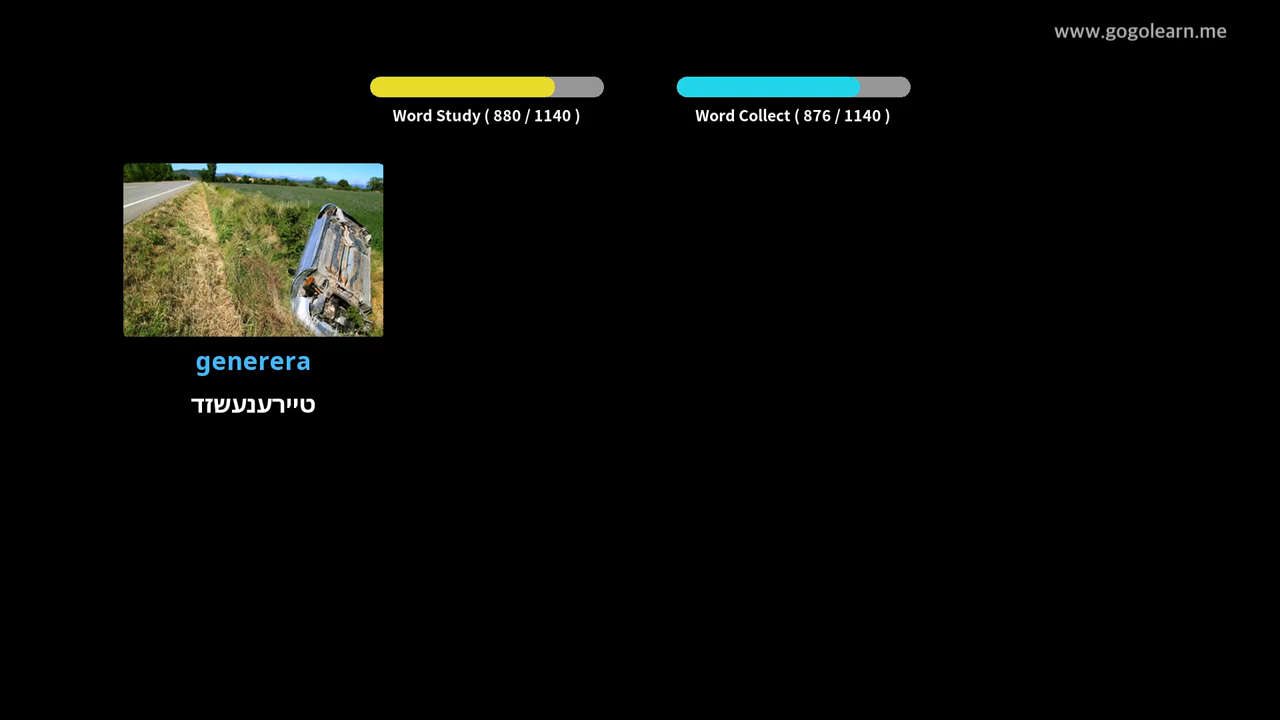 www.gogolearn.me
Word Study ( 880 / 1140 )
Word Collect ( 876 / 1140 )
generera
טיירענעשזד